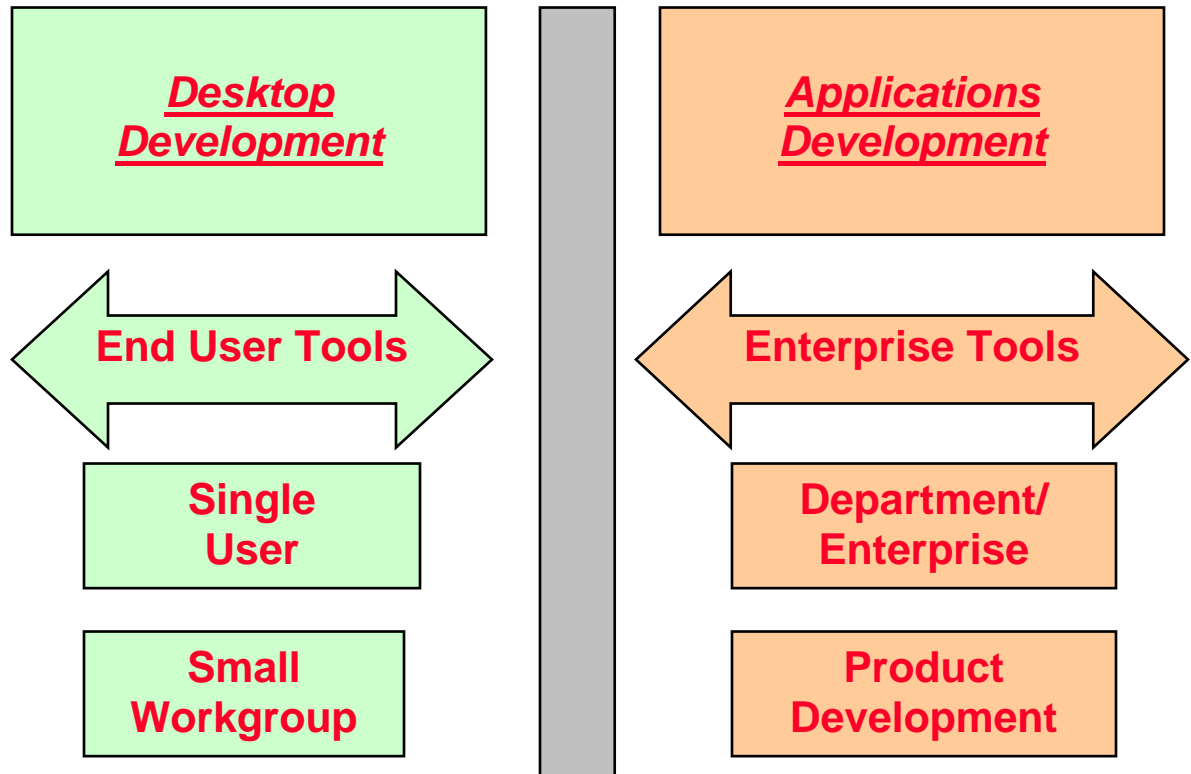 Desktop
Development
End User Tools
Single
User
Small
Workgroup
Applications
Development
Enterprise Tools
Department/
Enterprise
Product
Development